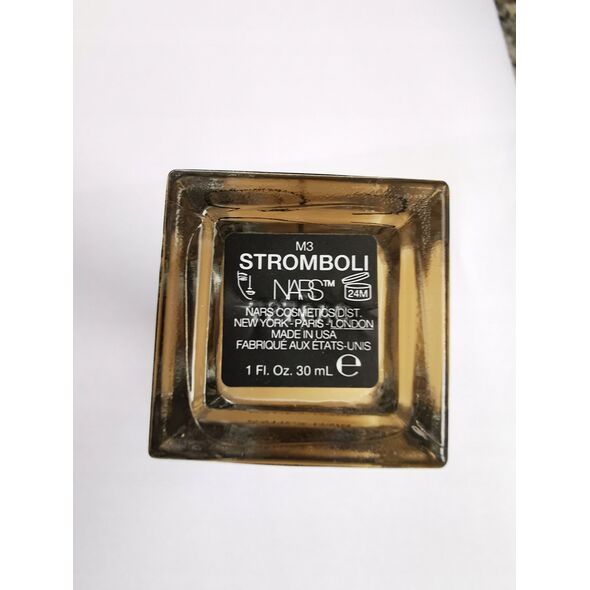 M3
STROMBOLI
NARS™
24M
NARS COSMETICS DIST.
NEW YORK - PARIS - LONDON
MADE IN USA
FABRIQUÉ AUX ÉTATS-UNIS
1 Fl. Oz. 30 mL ℮